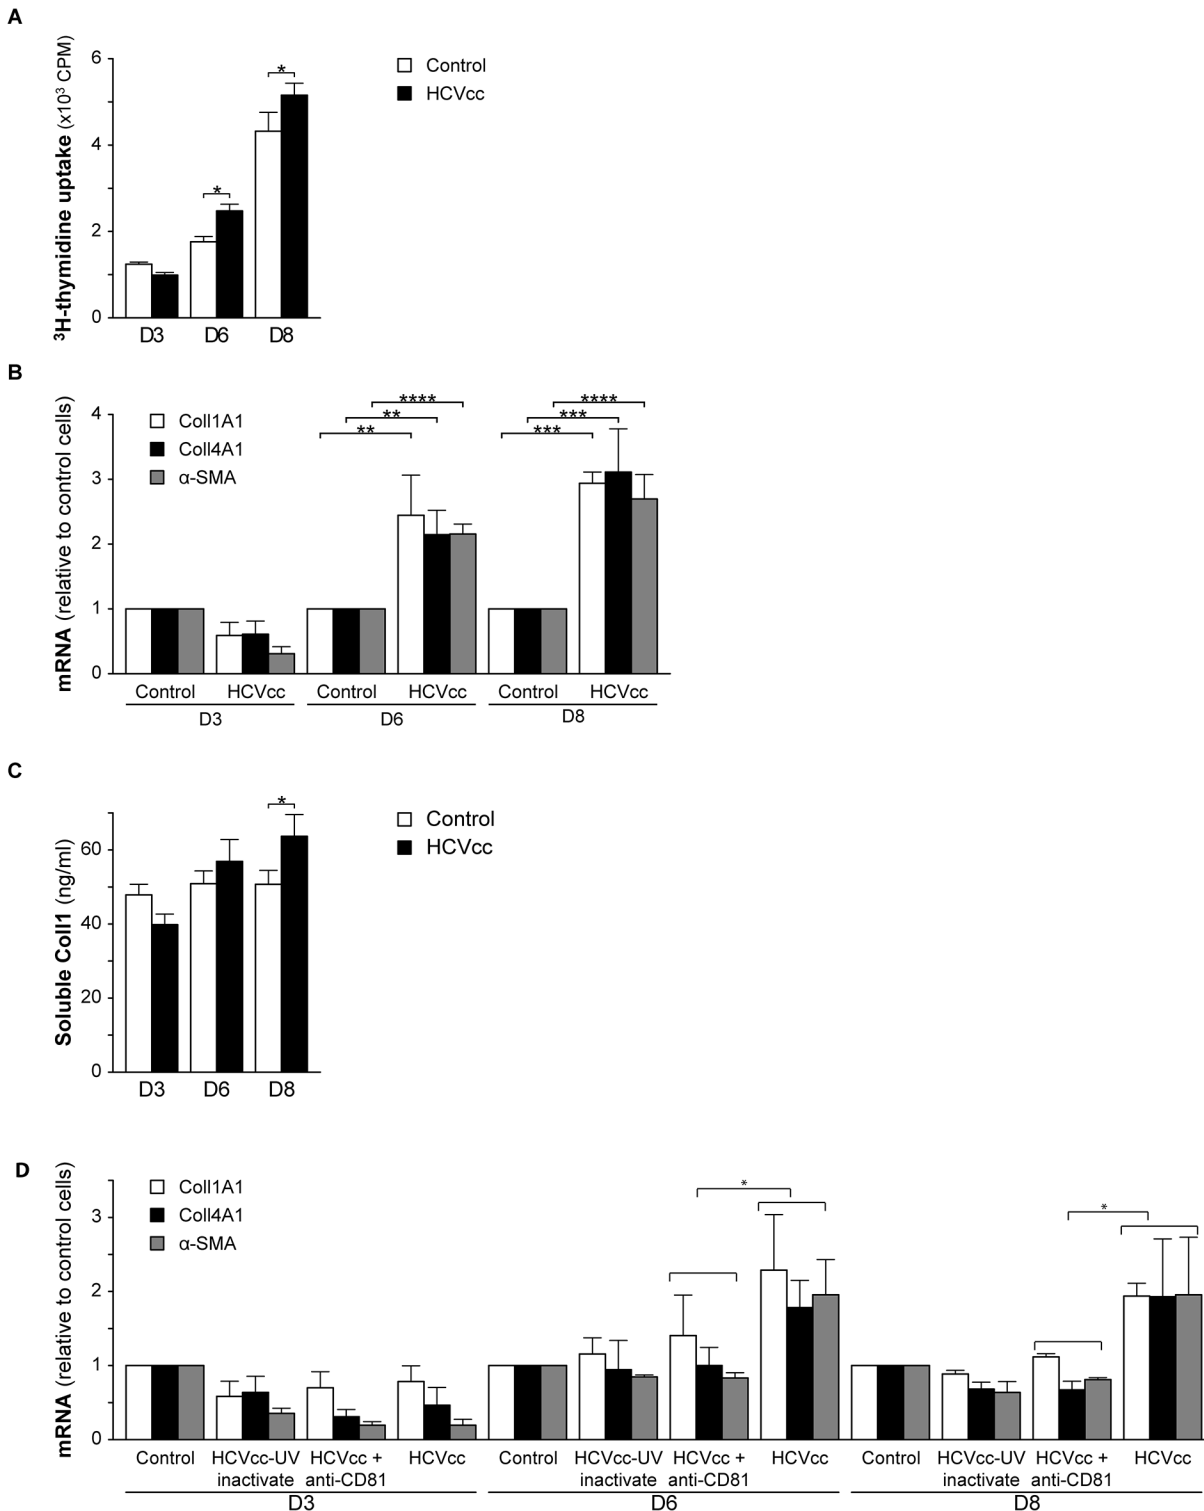 A
³H-thymidine uptake (x10³ CPM)
6
4
2
0
Control
HCVcc
*
*
D3 D6 D8
B
mRNA (relative to control cells)
4
3
2
1
0
Coll1A1
Coll4A1
α-SMA
**** ****
** ***
** ***
Control HCVcc Control HCVcc Control HCVcc
D3 D6 D8
C
Soluble Coll1 (ng/ml)
60
40
20
0
*
Control
HCVcc
D3 D6 D8
D
mRNA (relative to control cells)
3
2
1
0
Coll1A1
Coll4A1
α-SMA
*
*
Control HCVcc-UV HCVcc + HCVcc Control HCVcc-UV HCVcc + HCVcc Control HCVcc-UV HCVcc + HCVcc
inactivate anti-CD81 inactivate anti-CD81 inactivate anti-CD81
D3 D6 D8